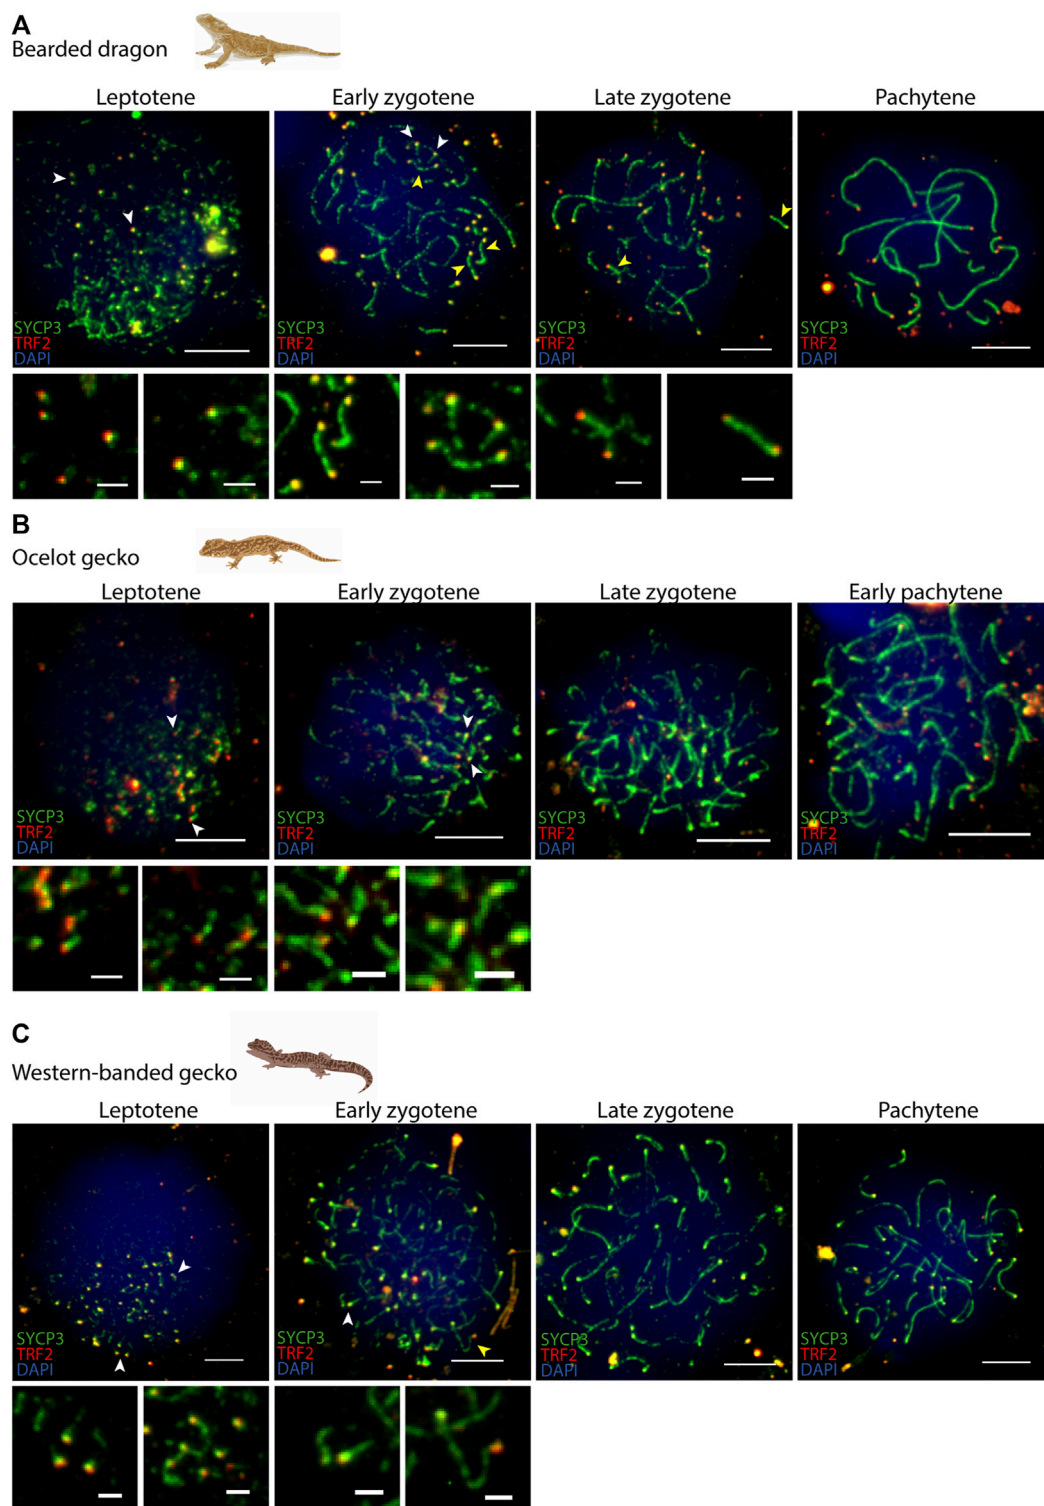 A
Bearded dragon
Leptotene
Early zygotene
Late zygotene
Pachytene
SYCP3
TRF2
DAPI
SYCP3
TRF2
DAPI
SYCP3
TRF2
DAPI
SYCP3
TRF2
DAPI
B
Ocelot gecko
Leptotene
Early zygotene
Late zygotene
Early pachytene
SYCP3
TRF2
DAPI
SYCP3
TRF2
DAPI
SYCP3
TRF2
DAPI
SYCP3
TRF2
DAPI
C
Western-banded gecko
Leptotene
Early zygotene
Late zygotene
Pachytene
SYCP3
TRF2
DAPI
SYCP3
TRF2
DAPI
SYCP3
TRF2
DAPI
SYCP3
TRF2
DAPI